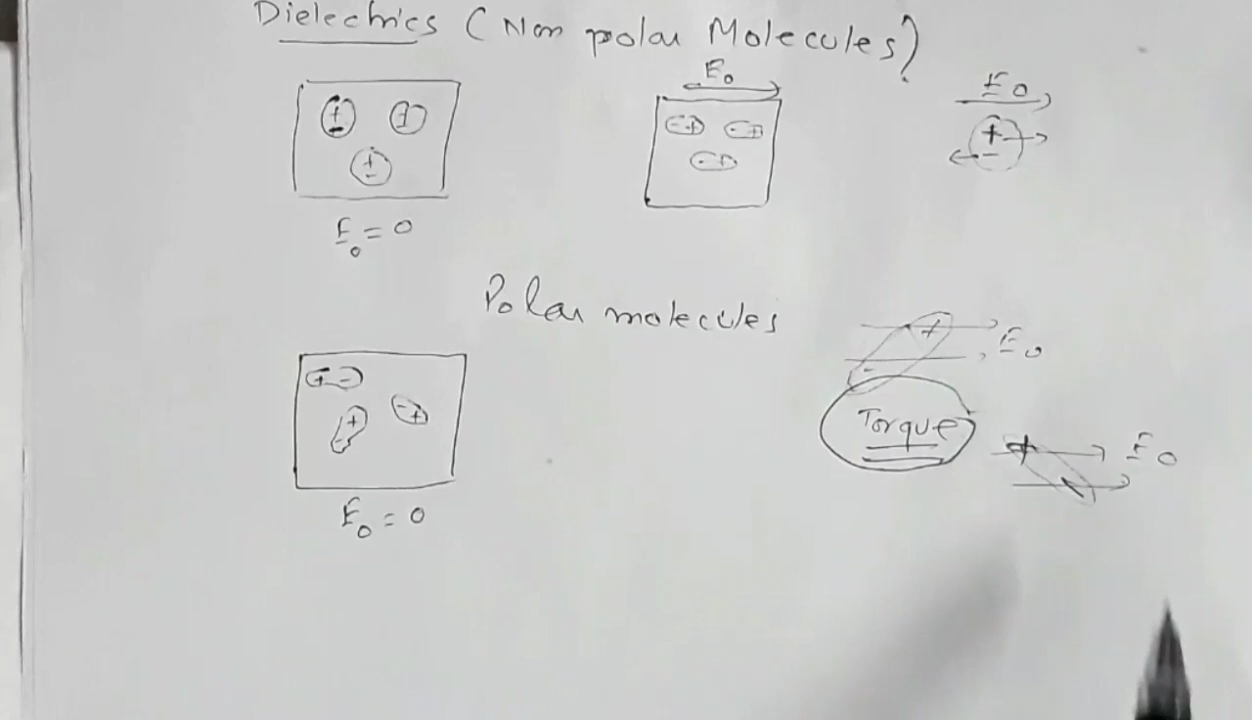 Dielectrics (Non polar Molecules)
E₀
E₀
+ - + - + -
- + - + - +
+ -
E₀ = 0
Polar molecules
+ -
E₀
+ - - + + -
Torque
+ -
E₀
E₀ = 0